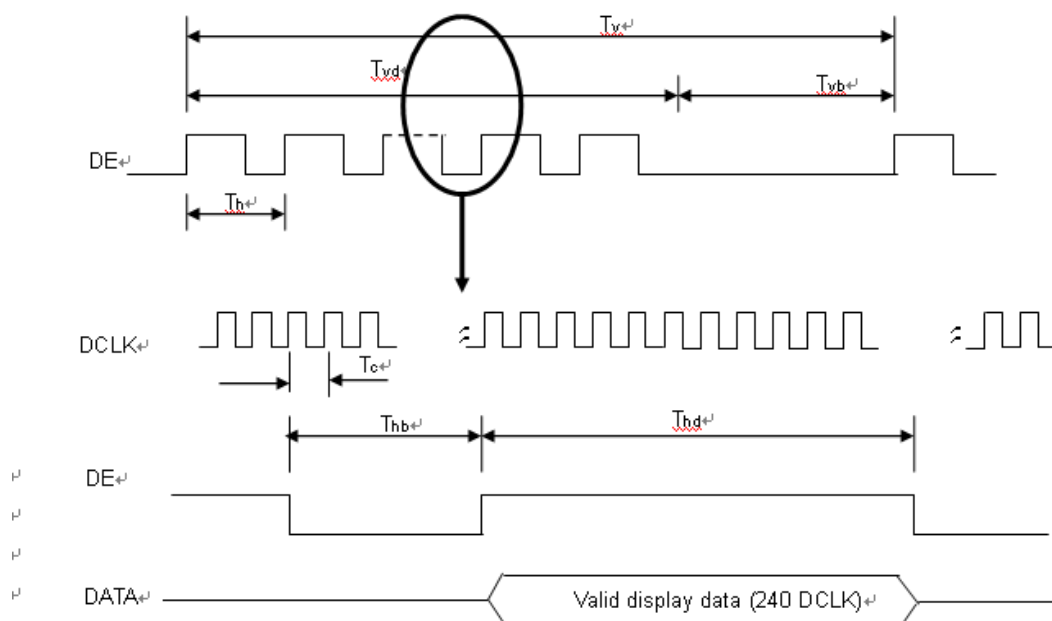 Tv
Tvd
Tvb
DE
Th
DCLK
Tc
Thb
Thd
DE
DATA
Valid display data (240 DCLK)